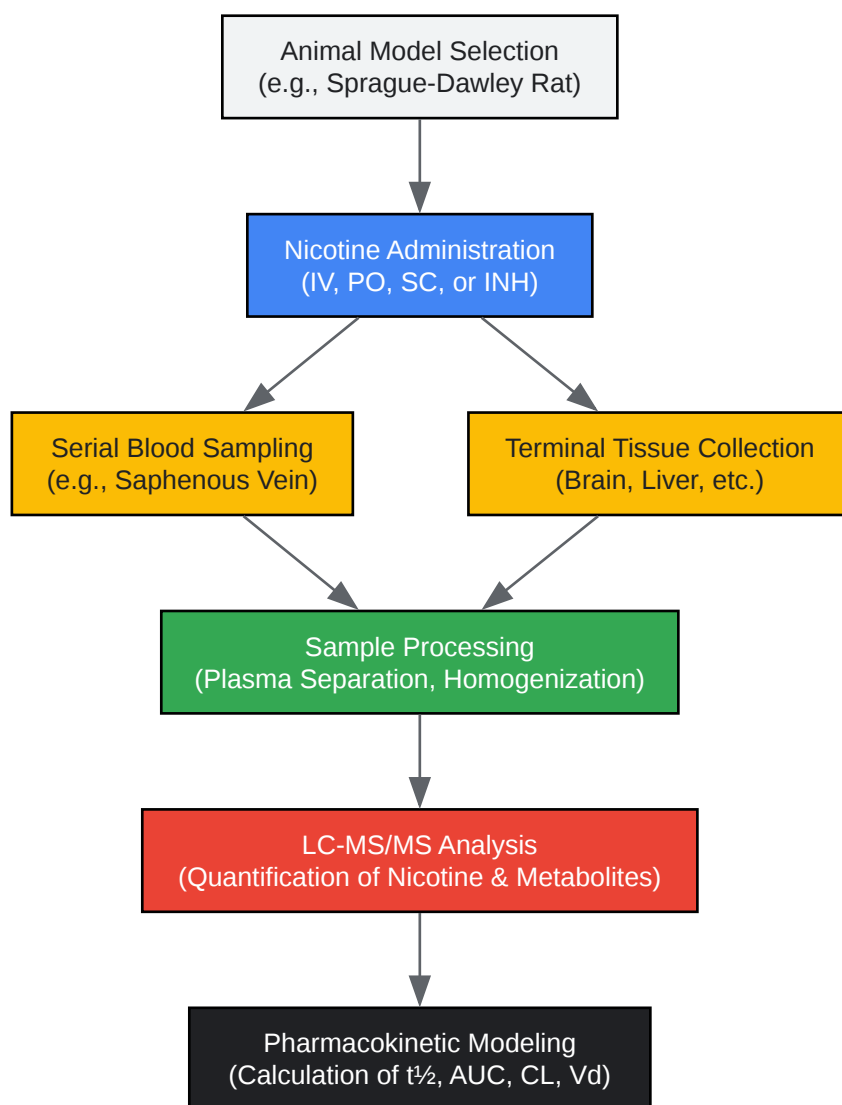 Animal Model Selection
(e.g., Sprague-Dawley Rat)
Nicotine Administration
(IV, PO, SC, or INH)
Serial Blood Sampling
(e.g., Saphenous Vein)
Terminal Tissue Collection
(Brain, Liver, etc.)
Sample Processing
(Plasma Separation, Homogenization)
LC-MS/MS Analysis
(Quantification of Nicotine & Metabolites)
Pharmacokinetic Modeling
(Calculation of t½, AUC, CL, Vd)